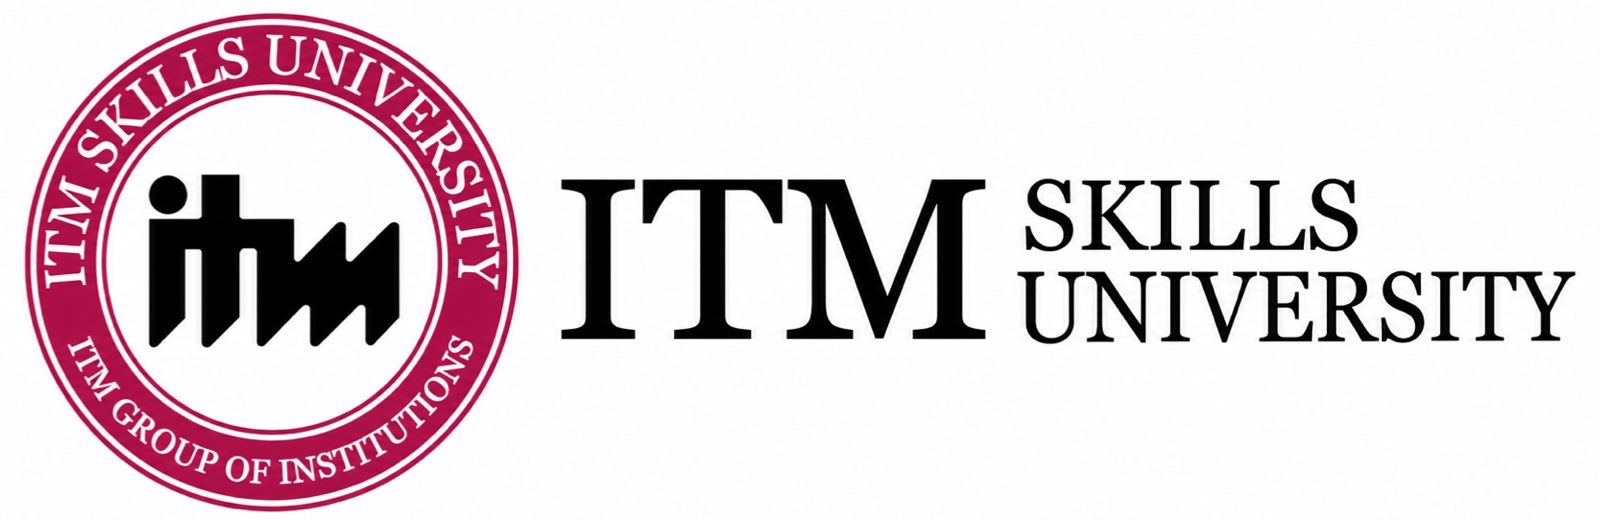 ITM SKILLS UNIVERSITY
itm
ITM GROUP OF INSTITUTIONS
ITM
SKILLS
UNIVERSITY